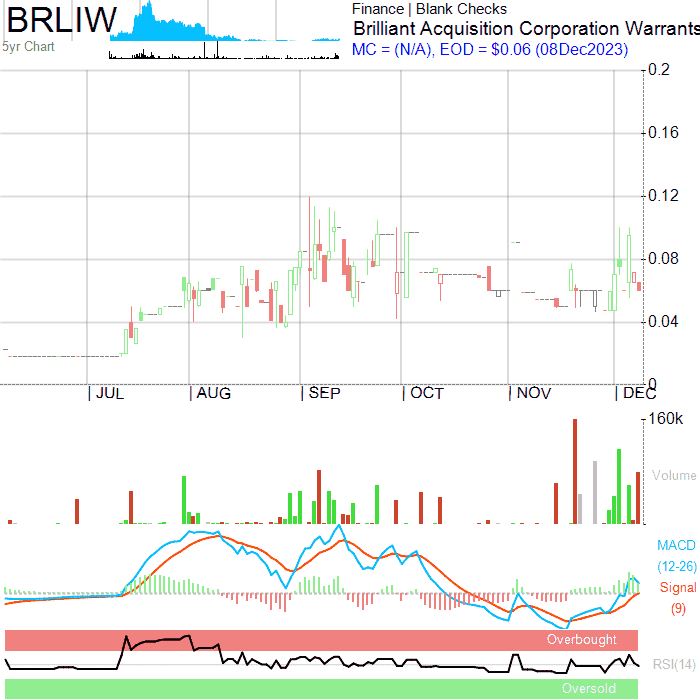 BRLIW
5yr Chart
Finance | Blank Checks
Brilliant Acquisition Corporation Warrants
MC = (N/A), EOD = $0.06 (08Dec2023)
0.2
0.16
0.12
0.08
0.04
0
JUL AUG SEP OCT NOV DEC
160k
Volume
MACD
(12-26)
Signal
(9)
Overbought
RSI(14)
Oversold